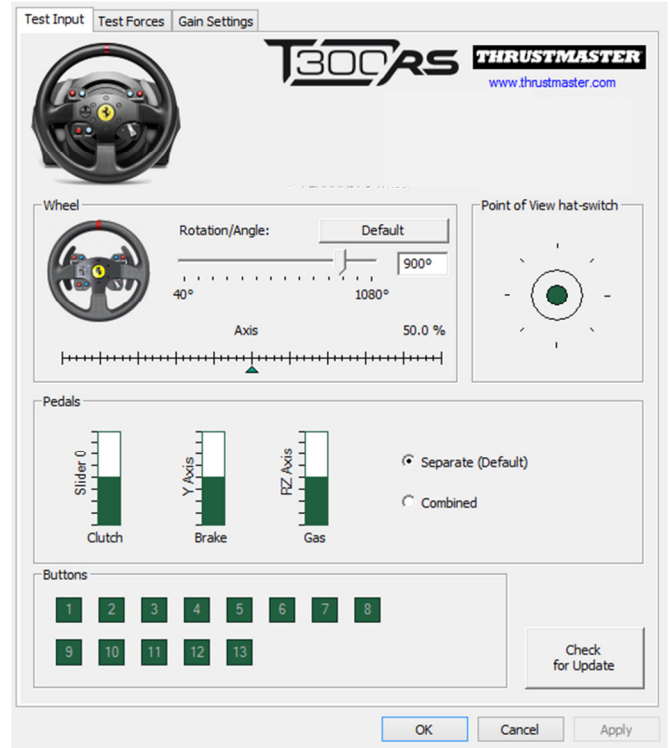 Test Input
Test Forces
Gain Settings
T300RS
THRUSTMASTER
www.thrustmaster.com
Wheel
Rotation/Angle:
Default
900°
40°
1080°
Axis
50.0 %
Point of View hat-switch
Pedals
Slider 0
Y Axis
RZ Axis
Clutch
Brake
Gas
Separate (Default)
Combined
Buttons
1 2 3 4 5 6 7 8
9 10 11 12 13
Check
for Update
OK
Cancel
Apply